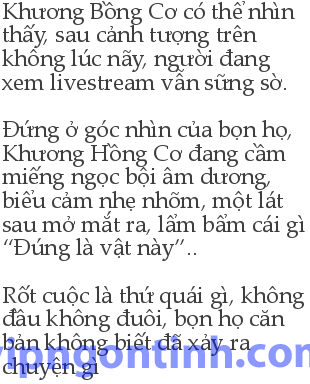 Khương Bồng Cơ có thể nhìn
thấy, sau cảnh tượng trên
không lúc nãy, người đang
xem livestream vẫn sững sờ.
Đứng ở góc nhìn của bọn họ,
Khương Hồng Cơ đang cầm
miếng ngọc bội âm dương,
biểu cảm nhẹ nhõm, một lát
sau mở mắt ra, lẩm bẩm cái gì
“Đúng là vật này”..
Rốt cuộc là thứ quái gì, không
đầu không đuôi, bọn họ căn
bản không biết đã xảy ra
chuyện gì
vipngontinh.com